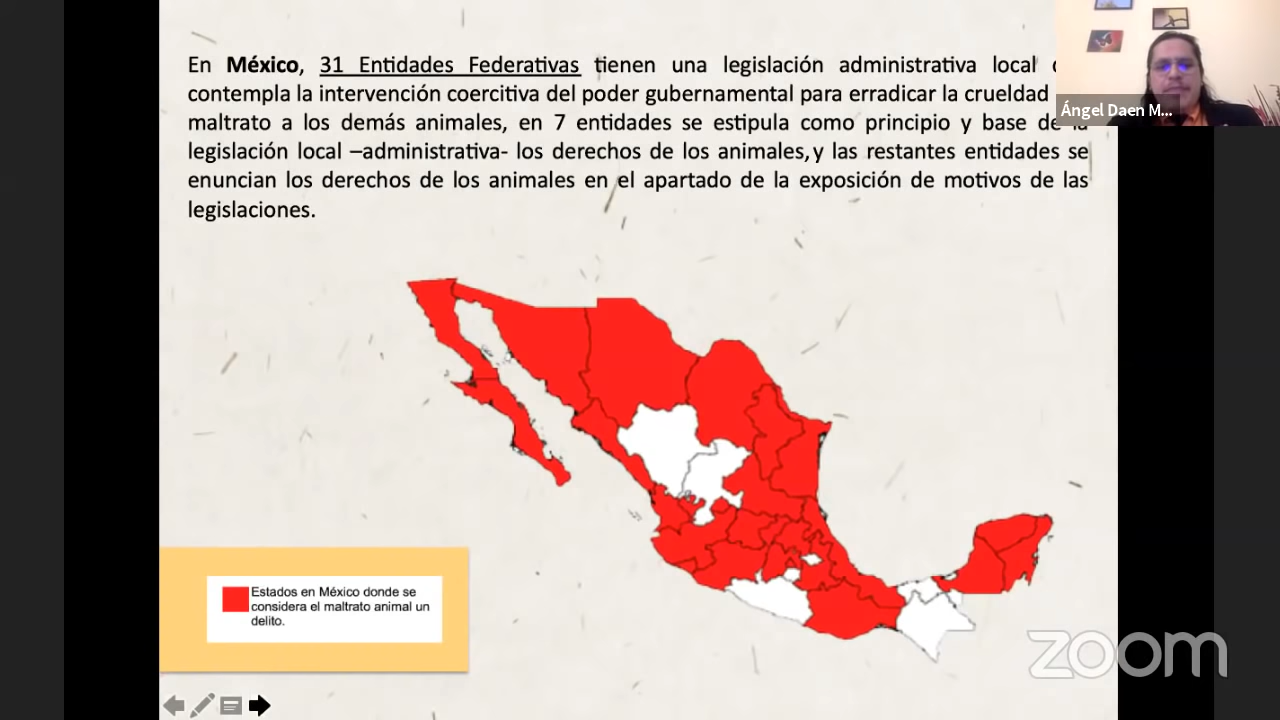 En México, 31 Entidades Federativas tienen una legislación administrativa local
contempla la intervención coercitiva del poder gubernamental para erradicar la crueldad
maltrato a los demás animales, en 7 entidades se estipula como principio y base de la
legislación local –administrativa- los derechos de los animales, y las restantes entidades se
enuncian los derechos de los animales en el apartado de la exposición de motivos de las
legislaciones.
Ángel Daen M...
Estados en México donde se
considera el maltrato animal un
delito.
zoom